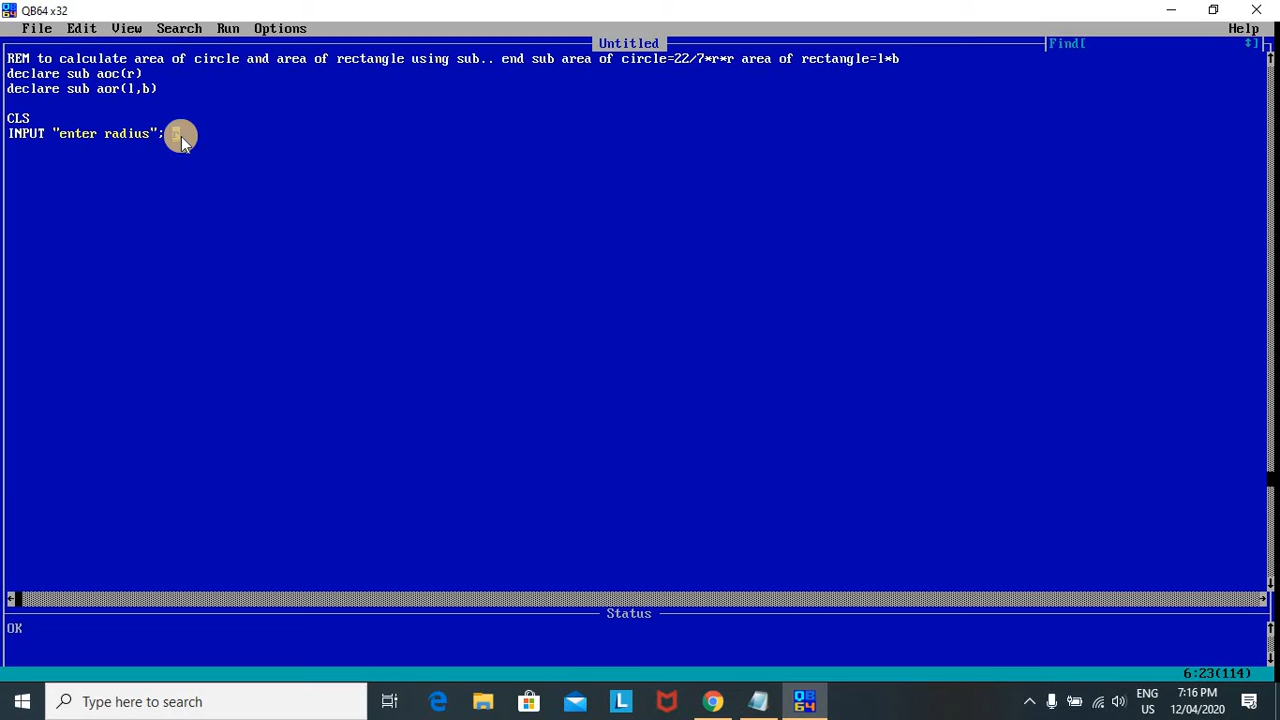 QB64 x32
File Edit View Search Run Options Help
Untitled
Find[ ]
REM to calculate area of circle and area of rectangle using sub.. end sub area of circle=22/7*r*r area of rectangle=l*b
declare sub aoc(r)
declare sub aor(l,b)
CLS
INPUT "enter radius"; r
Status
OK
6:23(114)
Type here to search
ENG
US
7:16 PM
12/04/2020